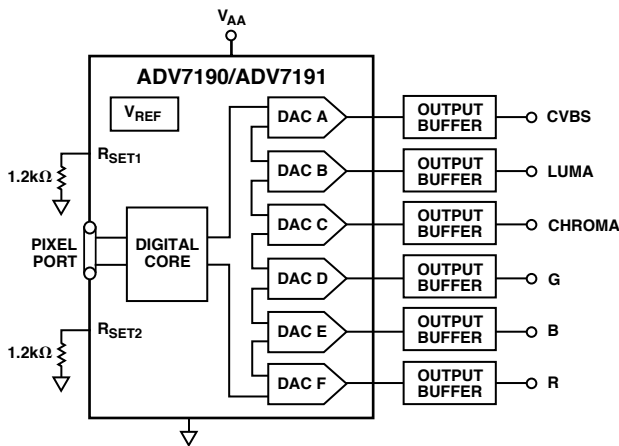 VAA
ADV7190/ADV7191
VREF
RSET1
1.2kΩ
PIXEL
PORT
DIGITAL
CORE
RSET2
1.2kΩ
DAC A
OUTPUT
BUFFER
CVBS
DAC B
OUTPUT
BUFFER
LUMA
DAC C
OUTPUT
BUFFER
CHROMA
DAC D
OUTPUT
BUFFER
G
DAC E
OUTPUT
BUFFER
B
DAC F
OUTPUT
BUFFER
R